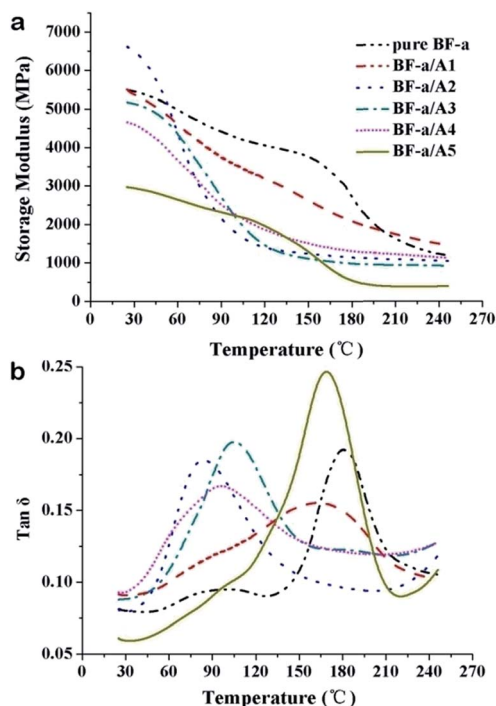 a
7000
6000
5000
4000
3000
2000
1000
0
Storage Modulus (MPa)
pure BF-a
BF-a/A1
BF-a/A2
BF-a/A3
BF-a/A4
BF-a/A5
0 30 60 90 120 150 180 210 240 270
Temperature (℃)
b
0.25
0.20
0.15
0.10
0.05
Tan δ
0 30 60 90 120 150 180 210 240 270
Temperature (℃)